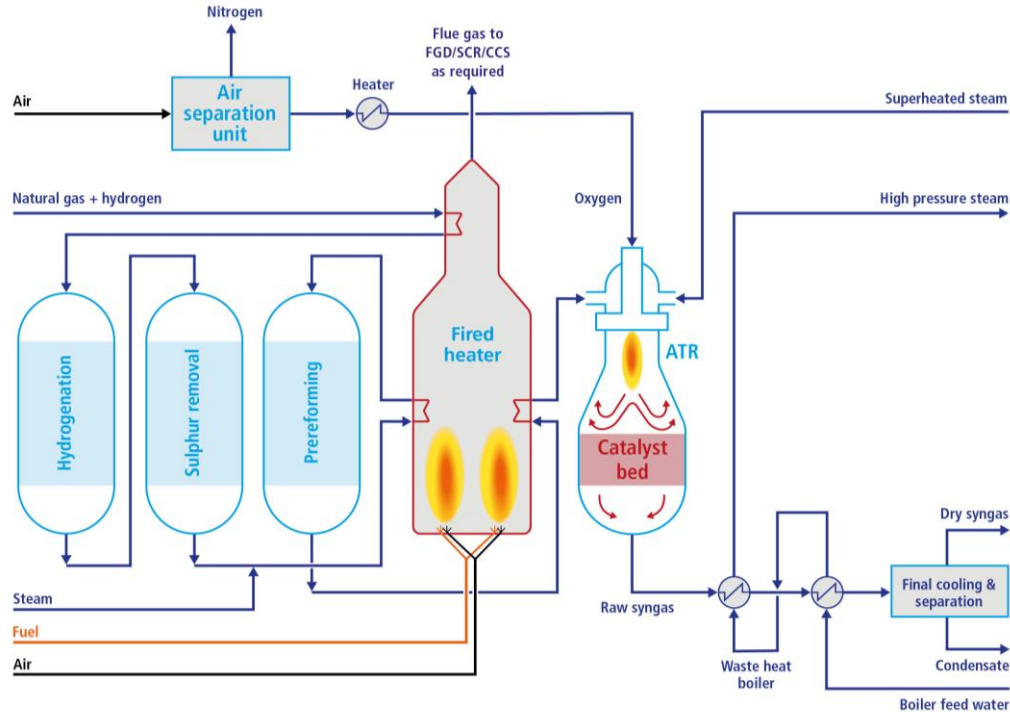 Nitrogen
Flue gas to
FGD/SCR/CCS
as required
Air
Air
separation
unit
Heater
Superheated steam
Natural gas + hydrogen
Oxygen
High pressure steam
Fired
heater
ATR
Hydrogenation
Sulphur removal
Prereforming
Catalyst
bed
Dry syngas
Final cooling &
separation
Steam
Raw syngas
Fuel
Waste heat
boiler
Condensate
Air
Boiler feed water